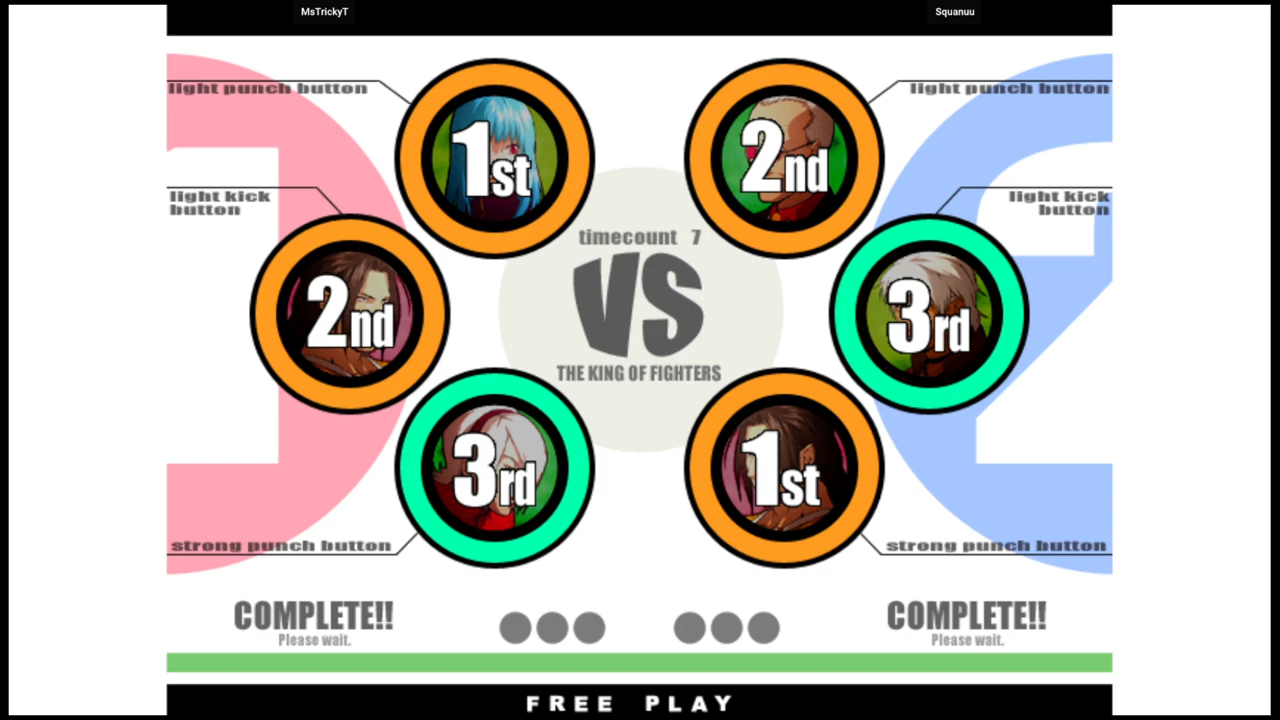 MsTrickyT
Squanuu
light punch button
light punch button
1st
2nd
light kick
button
light kick
button
timecount 7
VS
THE KING OF FIGHTERS
2nd
3rd
3rd
1st
strong punch button
strong punch button
COMPLETE!!
Please wait.
COMPLETE!!
Please wait.
FREE PLAY